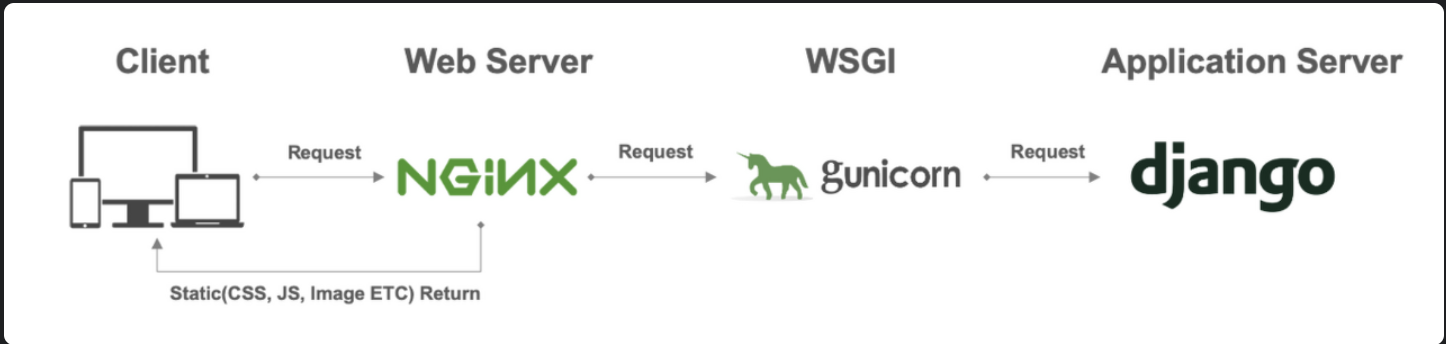 Client
Web Server
WSGI
Application Server
Request
Request
Request
NGiNX
gunicorn
django
Static(CSS, JS, Image ETC) Return